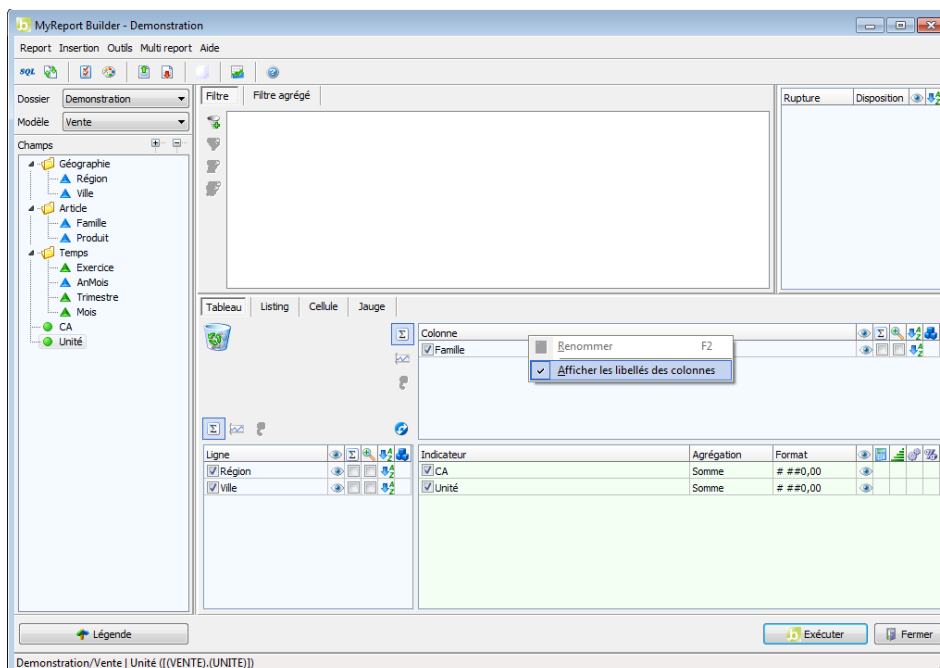 MyReport Builder - Demonstration
Report Insertion Outils Multi report Aide
SQL
Dossier Demonstration
Modèle Vente
Champs
Géographie
Région
Ville
Article
Famille
Produit
Temps
Exercice
AnMois
Trimestre
Mois
CA
Unité
Filtre Filtre agrégé
Rupture Disposition
Tableau Listing Cellule Jauge
Colonne
Famille
Renommer F2
Afficher les libellés des colonnes
Ligne
Région
Ville
Indicateur Agrégation Format
CA Somme # ##0,00
Unité Somme # ##0,00
Légende
Exécuter
Fermer
Demonstration/Vente | Unité ([(VENTE).(UNITE)])